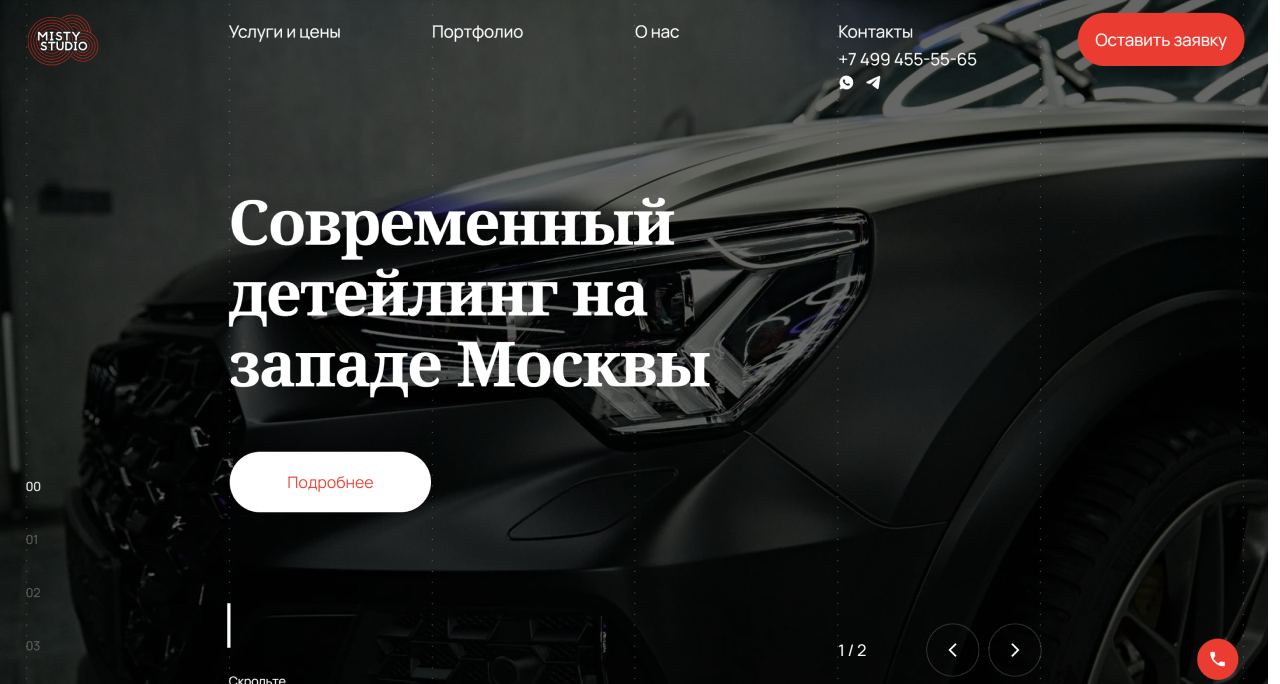 MISTY
STUDIO
Услуги и цены
Портфолио
О нас
Контакты
+7 499 455-55-65
Оставить заявку
Современный
детейлинг на
западе Москвы
Подробнее
00
01
02
03
1 / 2
Скрольте